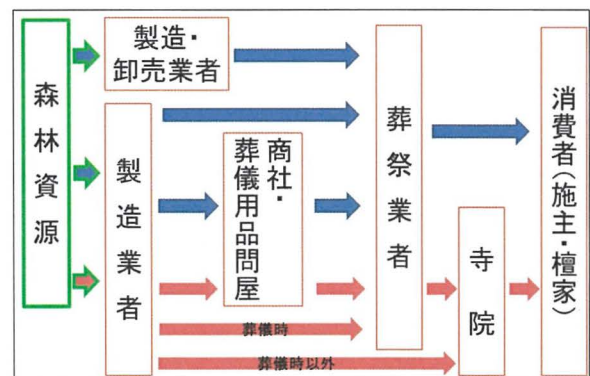 森林資源
製造・
卸売業者
製造業者
商社・
葬儀用品問屋
葬祭業者
寺院
消費者(施主・檀家)
葬儀時
葬儀時以外